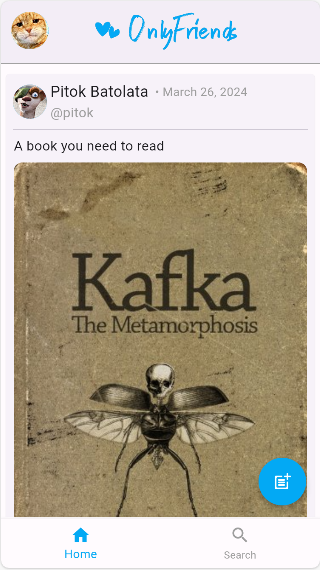 OnlyFriends
Pitok Batolata • March 26, 2024
@pitok
A book you need to read
Kafka
The Metamorphosis
Home
Search